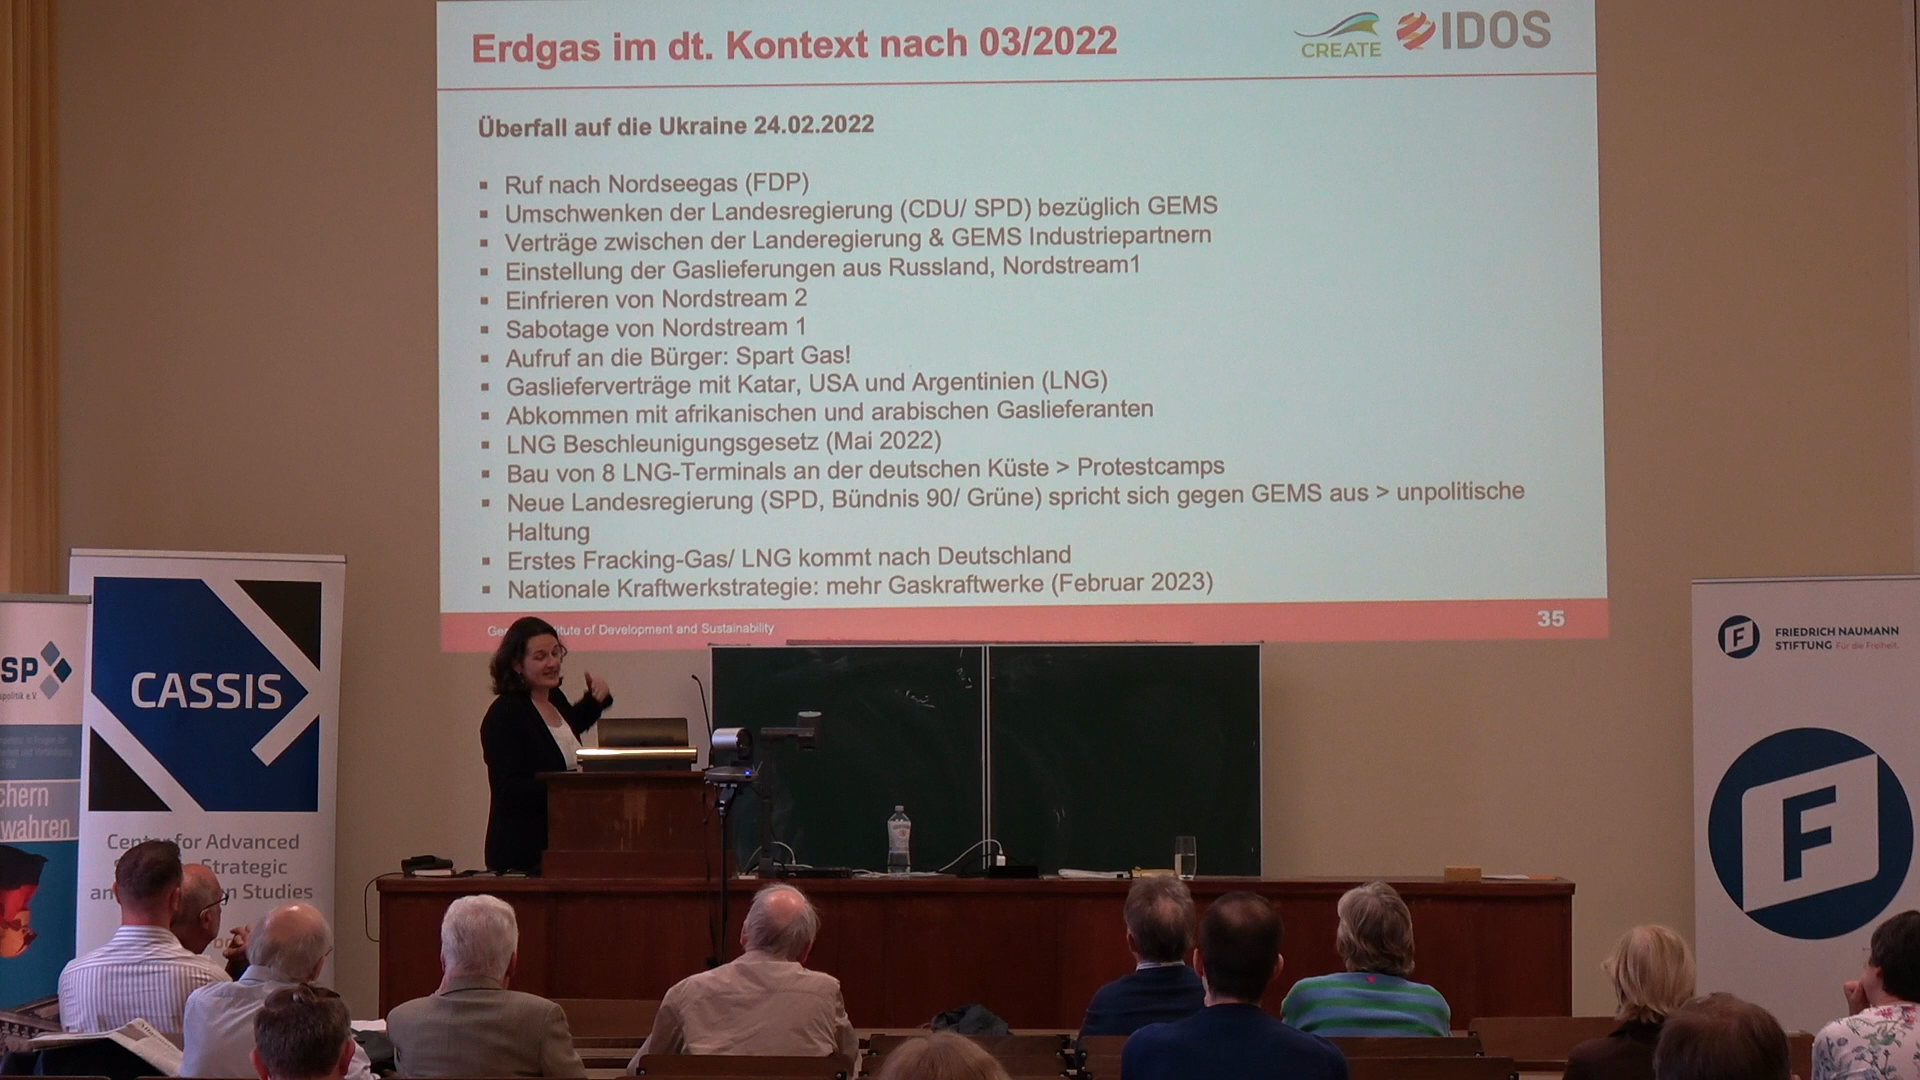 Erdgas im dt. Kontext nach 03/2022
CREATE
IDOS
Überfall auf die Ukraine 24.02.2022
▪ Ruf nach Nordseegas (FDP)
▪ Umschwenken der Landesregierung (CDU/ SPD) bezüglich GEMS
▪ Verträge zwischen der Landeregierung & GEMS Industriepartnern
▪ Einstellung der Gaslieferungen aus Russland, Nordstream1
▪ Einfrieren von Nordstream 2
▪ Sabotage von Nordstream 1
▪ Aufruf an die Bürger: Spart Gas!
▪ Gaslieferverträge mit Katar, USA und Argentinien (LNG)
▪ Abkommen mit afrikanischen und arabischen Gaslieferanten
▪ LNG Beschleunigungsgesetz (Mai 2022)
▪ Bau von 8 LNG-Terminals an der deutschen Küste > Protestcamps
▪ Neue Landesregierung (SPD, Bündnis 90/ Grüne) spricht sich gegen GEMS aus > unpolitische
Haltung
▪ Erstes Fracking-Gas/ LNG kommt nach Deutschland
▪ Nationale Kraftwerkstrategie: mehr Gaskraftwerke (Februar 2023)
of Development and Sustainability
35
SP
politik e.V.
chern
wahren
CASSIS
Center for Advanced
Strategic
Studies
FRIEDRICH NAUMANN
STIFTUNG Für die Freiheit.
F